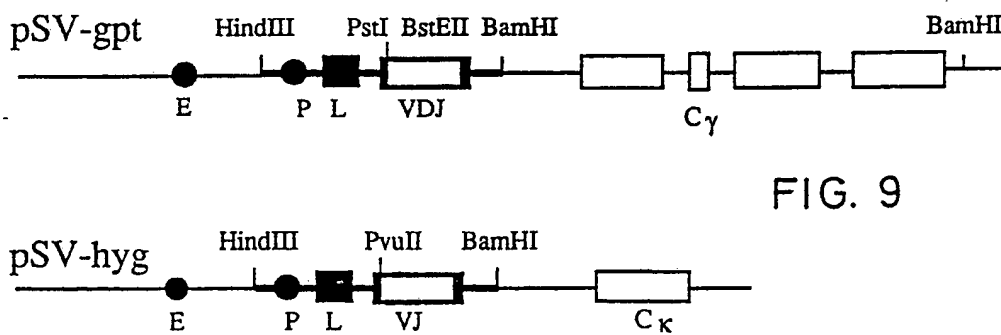 pSV-gpt
HindIII PstI BstEII BamHI BamHI
E P L VDJ Cγ
FIG. 9
pSV-hyg
HindIII PvuII BamHI
E P L VJ Cκ